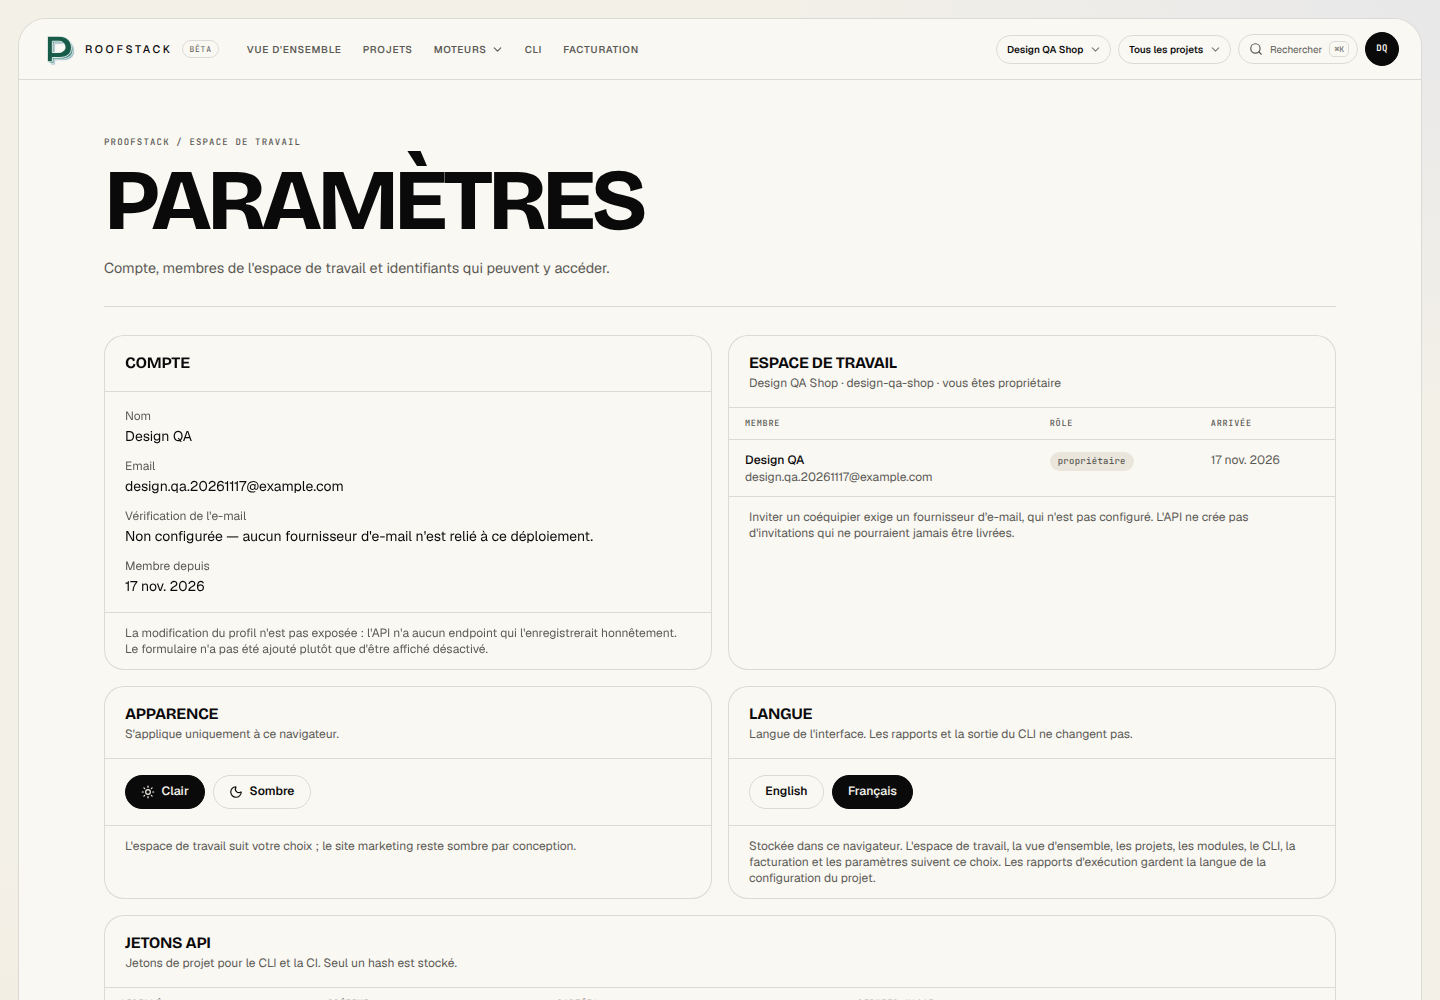 ROOFSTACK
BÊTA
VUE D'ENSEMBLE
PROJETS
MOTEURS
CLI
FACTURATION
Design QA Shop
Tous les projets
Rechercher
⌘K
DQ
PROOFSTACK / ESPACE DE TRAVAIL
PARAMÈTRES
Compte, membres de l'espace de travail et identifiants qui peuvent y accéder.
COMPTE
Nom
Design QA
Email
design.qa.20261117@example.com
Vérification de l'e-mail
Non configurée — aucun fournisseur d'e-mail n'est relié à ce déploiement.
Membre depuis
17 nov. 2026
La modification du profil n'est pas exposée : l'API n'a aucun endpoint qui l'enregistrerait honnêtement.
Le formulaire n'a pas été ajouté plutôt que d'être affiché désactivé.
ESPACE DE TRAVAIL
Design QA Shop · design-qa-shop · vous êtes propriétaire
MEMBRE RÔLE ARRIVÉE
Design QA propriétaire 17 nov. 2026
design.qa.20261117@example.com
Inviter un coéquipier exige un fournisseur d'e-mail, qui n'est pas configuré. L'API ne crée pas
d'invitations qui ne pourraient jamais être livrées.
APPARENCE
S'applique uniquement à ce navigateur.
Clair
Sombre
L'espace de travail suit votre choix ; le site marketing reste sombre par conception.
LANGUE
Langue de l'interface. Les rapports et la sortie du CLI ne changent pas.
English
Français
Stockée dans ce navigateur. L'espace de travail, la vue d'ensemble, les projets, les modules, le CLI, la
facturation et les paramètres suivent ce choix. Les rapports d'exécution gardent la langue de la
configuration du projet.
JETONS API
Jetons de projet pour le CLI et la CI. Seul un hash est stocké.